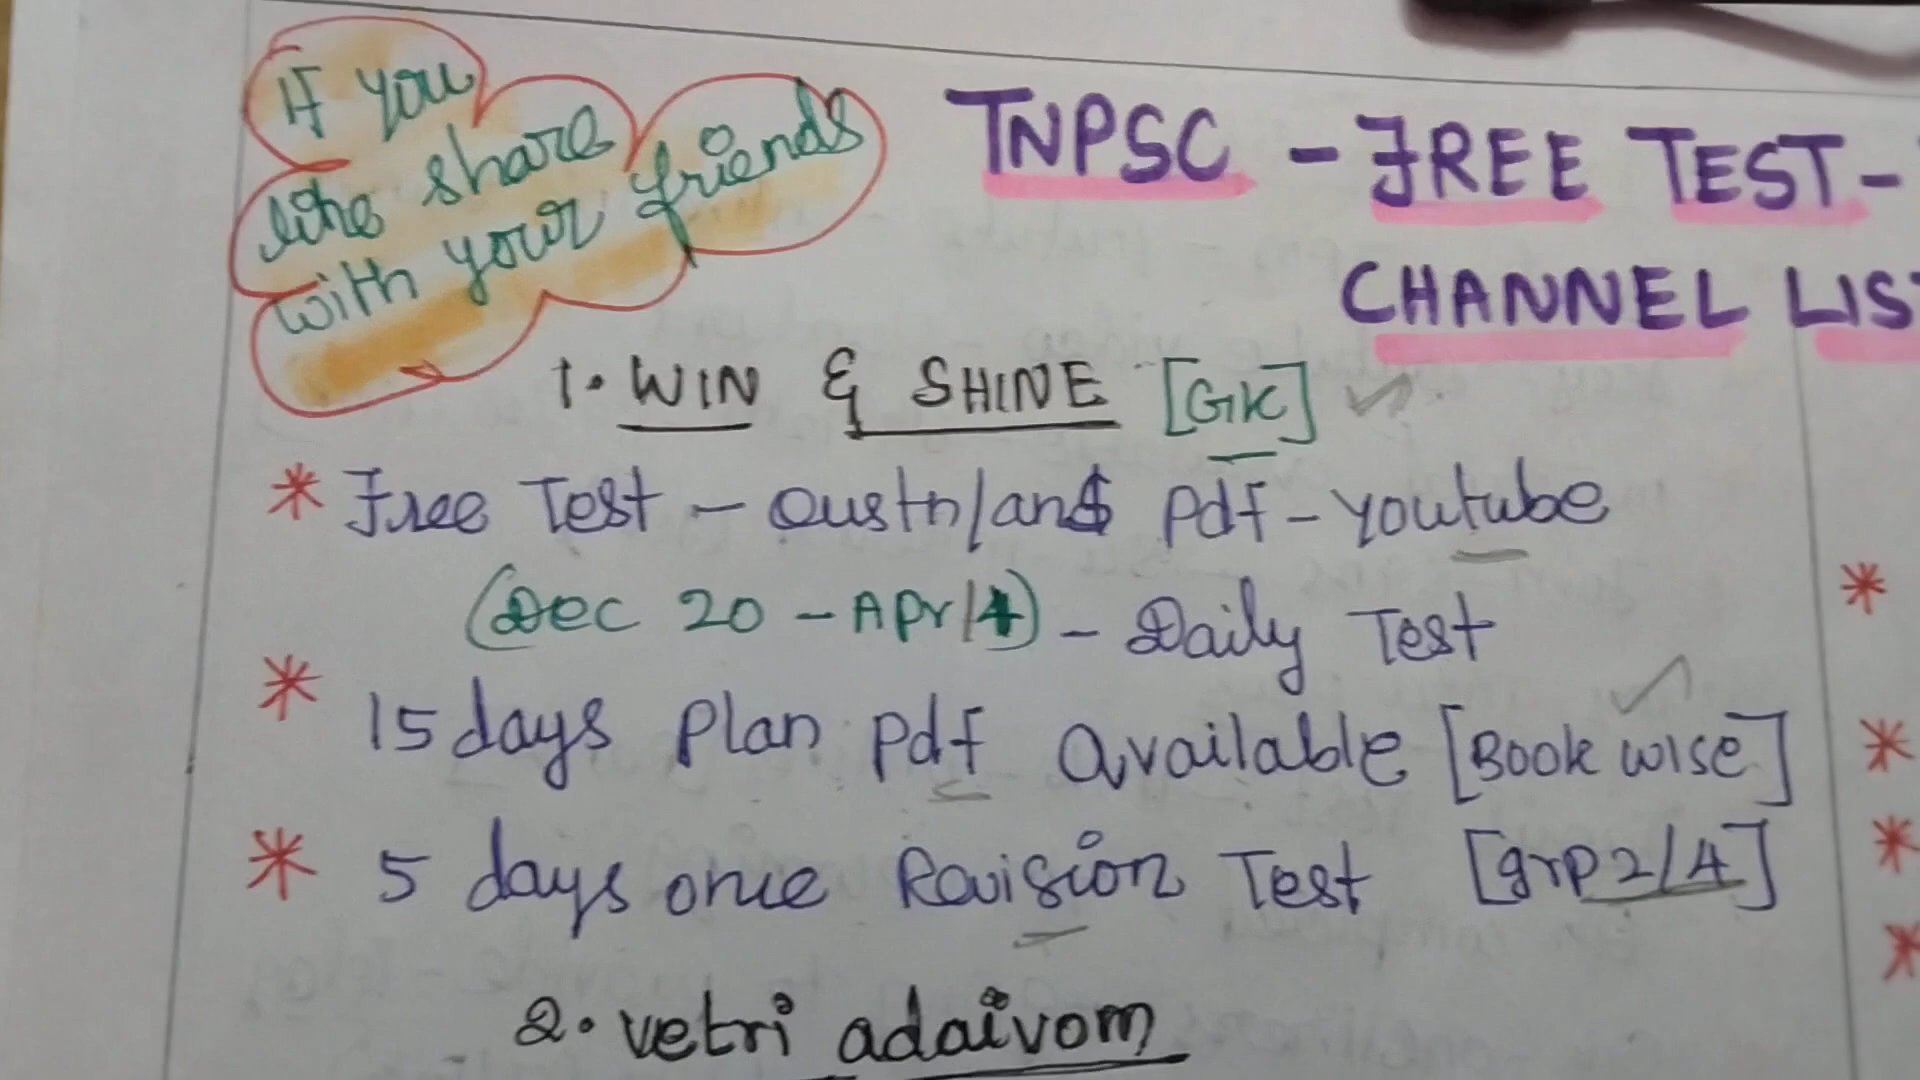 If you
like share
with your friends
TNPSC - FREE TEST -
CHANNEL LIS
1. WIN & SHINE [GK]
* Free Test - Qustn/ans pdf - youtube
(Dec 20 - Apr/4) - Daily Test
* 15 days Plan pdf Available [Book wise]
* 5 days once Revision Test [grp 2/4]
2. vetri adaivom